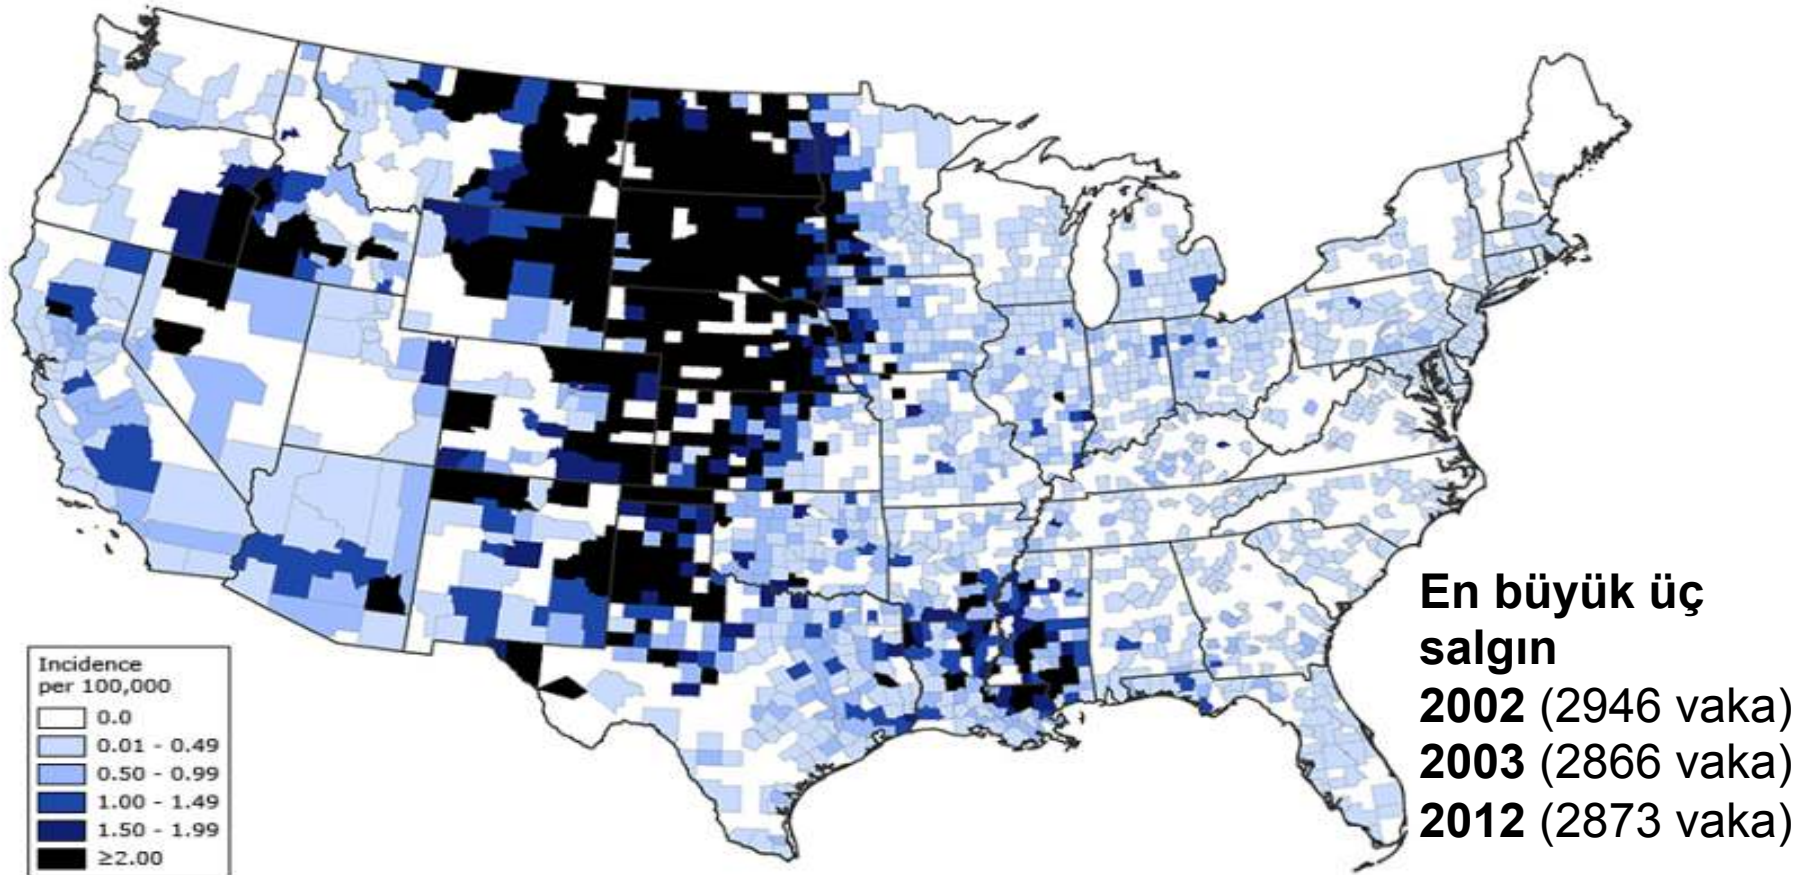 Incidence
per 100,000
0.0
0.01 - 0.49
0.50 - 0.99
1.00 - 1.49
1.50 - 1.99
≥2.00
En büyük üç
salgın
2002 (2946 vaka)
2003 (2866 vaka)
2012 (2873 vaka)